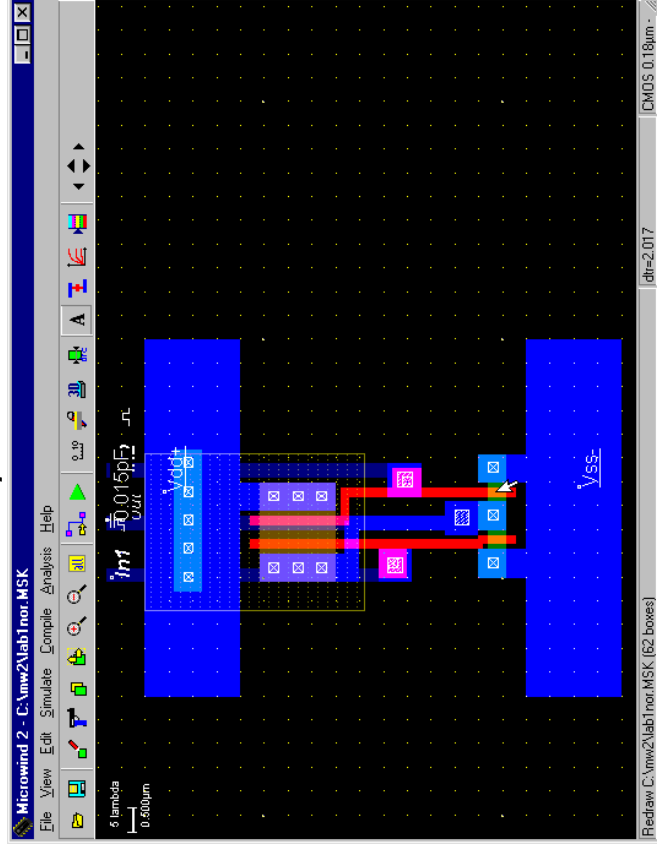 Microwind 2 - C:\mw2\lab1nor.MSK
File View Edit Simulate Compile Analysis Help
5 lambda
0.500µm
In1
0.015pF
out
Vdd+
Vss-
Redraw C:\mw2\lab1nor.MSK (62 boxes)
dtr=2.017
CMOS 0.18µm -